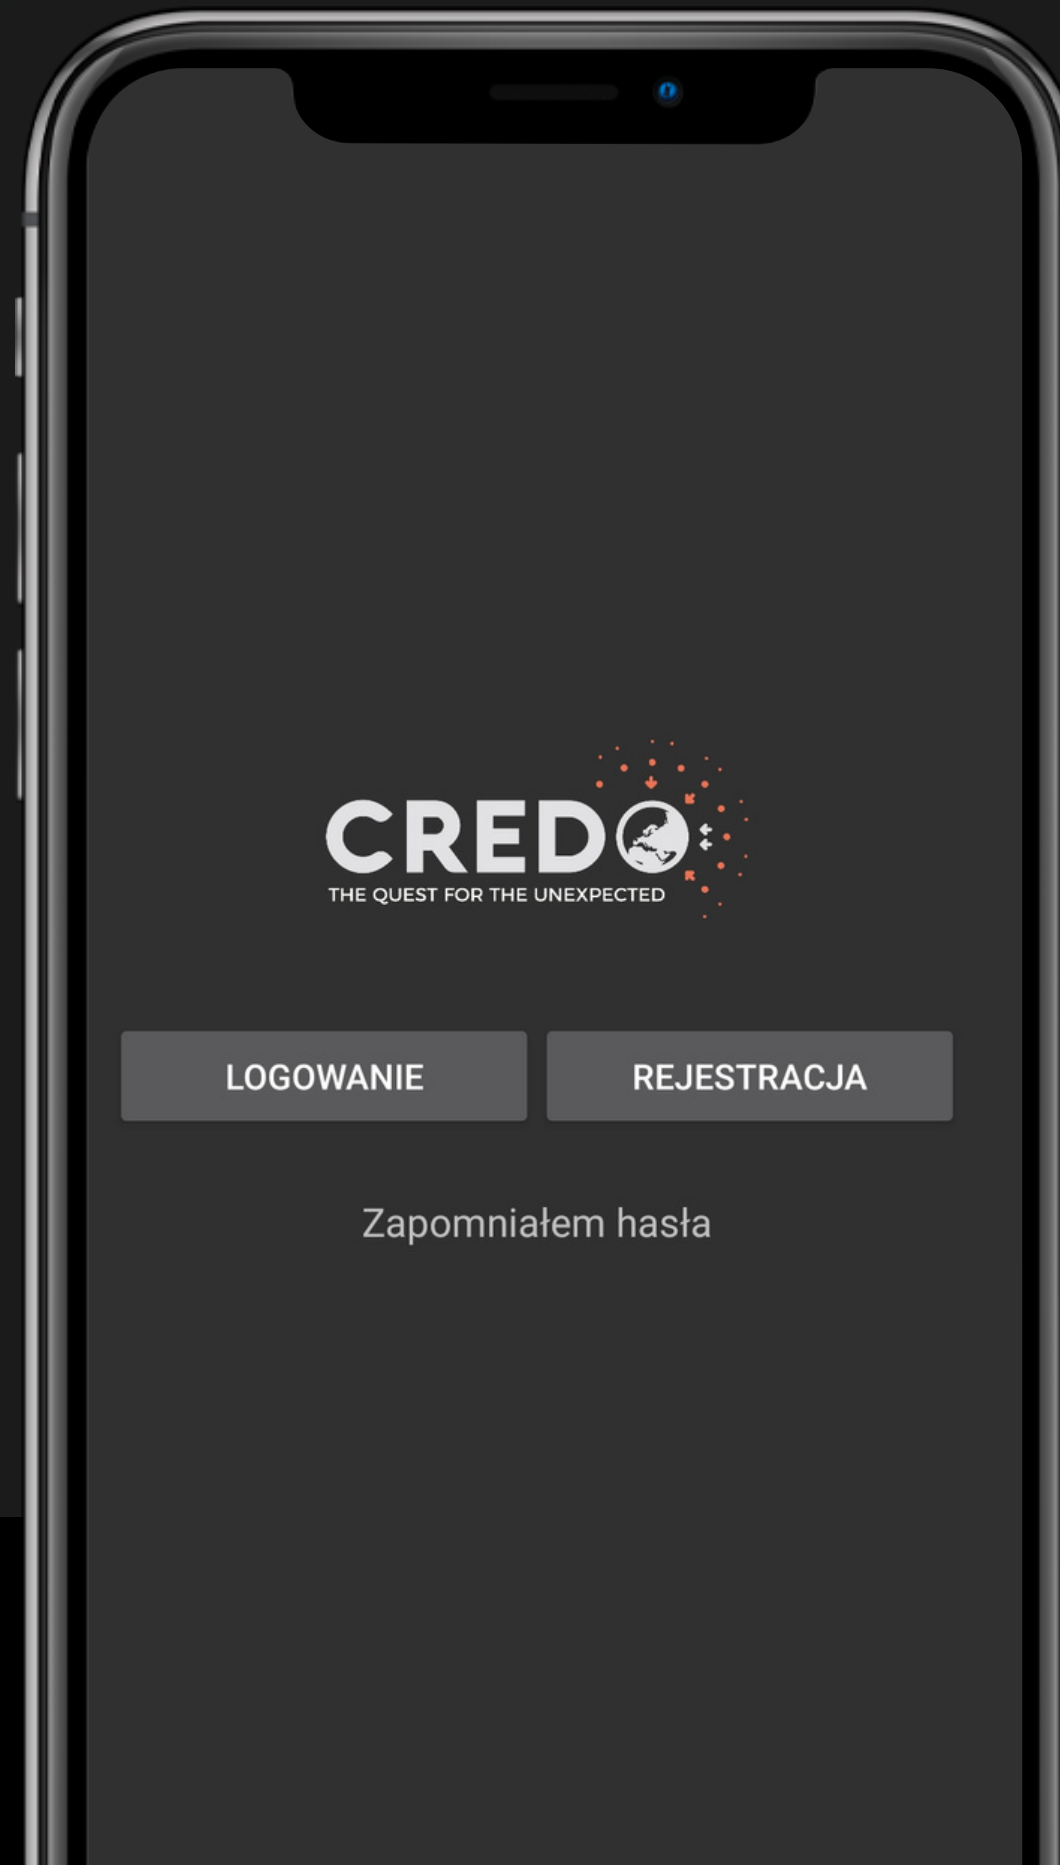 CREDO
THE QUEST FOR THE UNEXPECTED
LOGOWANIE
REJESTRACJA
Zapomniałem hasła